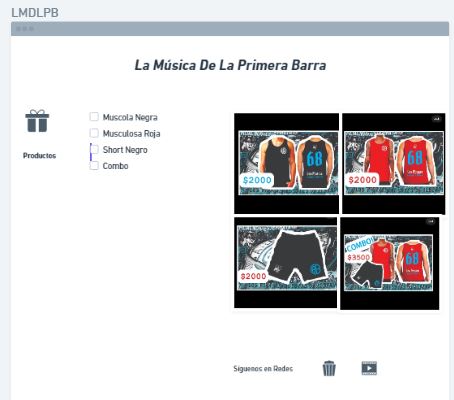 LMDLPB
La Música De La Primera Barra
Muscola Negra
Musculosa Roja
Short Negro
Combo
Productos
68
$2000
68
$2000
$2000
COMBO
68
$3500
Síguenos en Redes